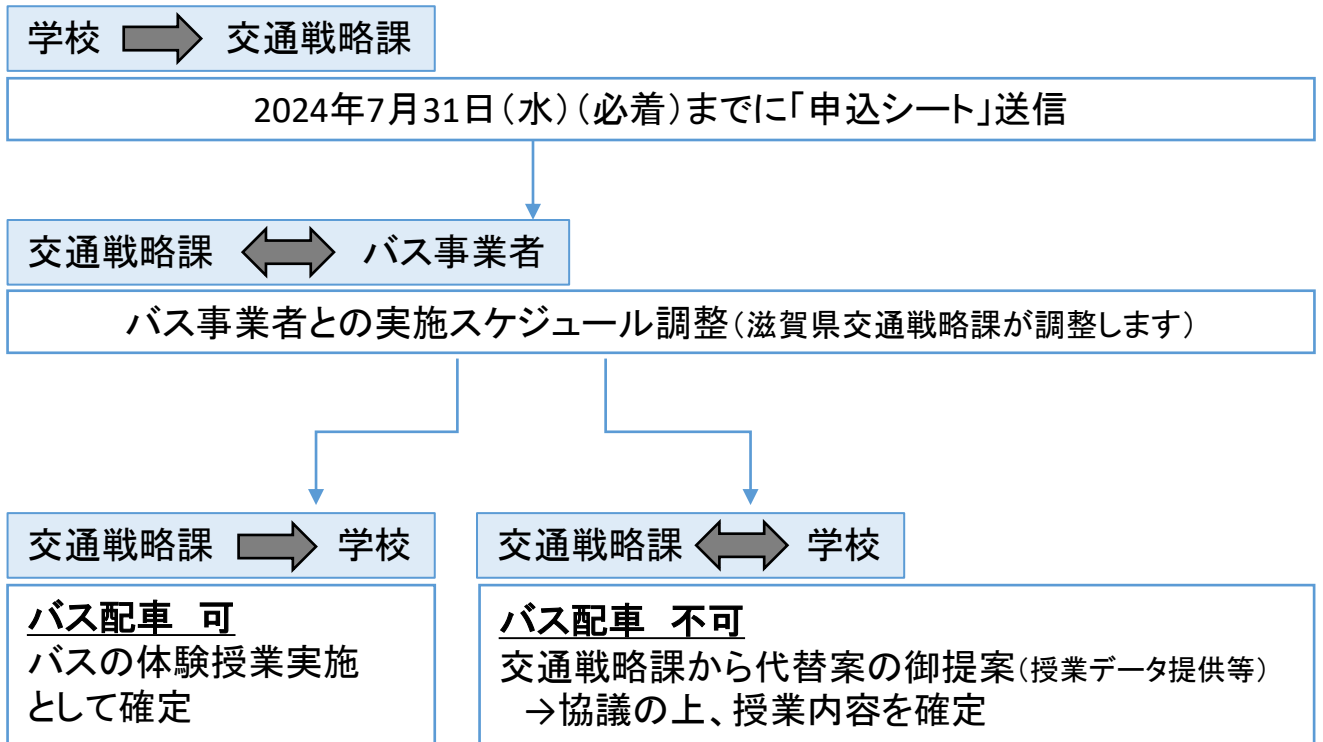 学校 交通戦略課
2024年7月31日(水)(必着)までに「申込シート」送信
交通戦略課 バス事業者
バス事業者との実施スケジュール調整(滋賀県交通戦略課が調整します)
交通戦略課 学校
バス配車 可
バスの体験授業実施
として確定
交通戦略課 学校
バス配車 不可
交通戦略課から代替案の御提案(授業データ提供等)
→協議の上、授業内容を確定